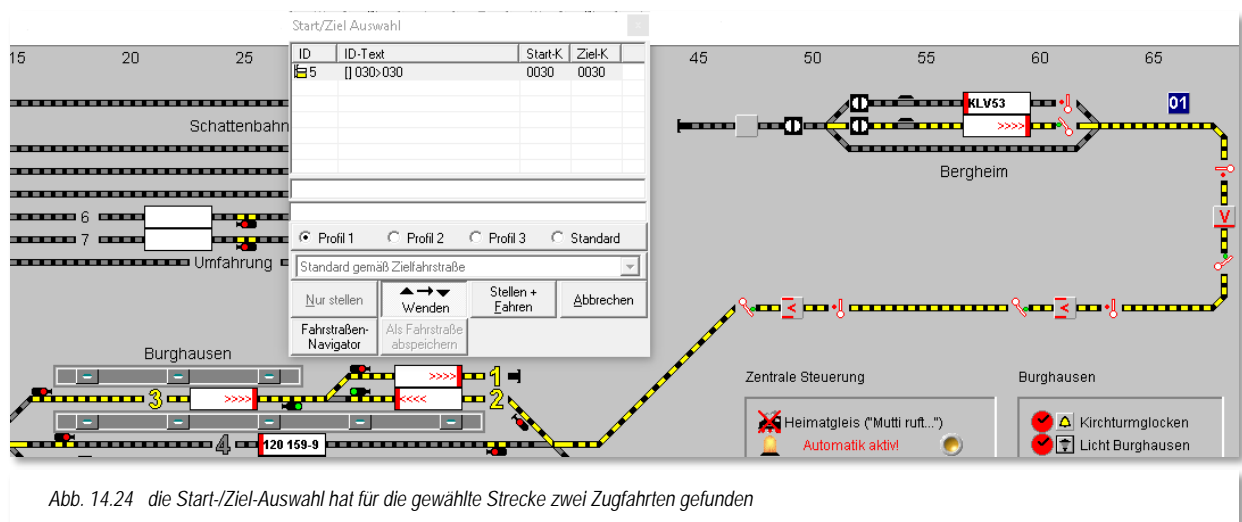 Start/Ziel Auswahl
ID ID-Text Start-K Ziel-K
5 [] 030>030 0030 0030
15 20 25 45 50 55 60 65
KLV53 01
>>>>
Schattenbahn
Bergheim
6
Profil 1 Profil 2 Profil 3 Standard
7
V
Umfahrung
Standard gemäß Zielfahrstraße
Nur stellen Wenden Stellen + Fahren Abbrechen
V V
Fahrstraßen-Navigator Als Fahrstraße abspeichern
Burghausen
>>>> 1
3 >>>> <<<< 2
4 120 159-9
Zentrale Steuerung Burghausen
Heimatgleis ("Mutti ruft...") Kirchturmglocken
Automatik aktiv! Licht Burghausen
Abb. 14.24 die Start-/Ziel-Auswahl hat für die gewählte Strecke zwei Zugfahrten gefunden